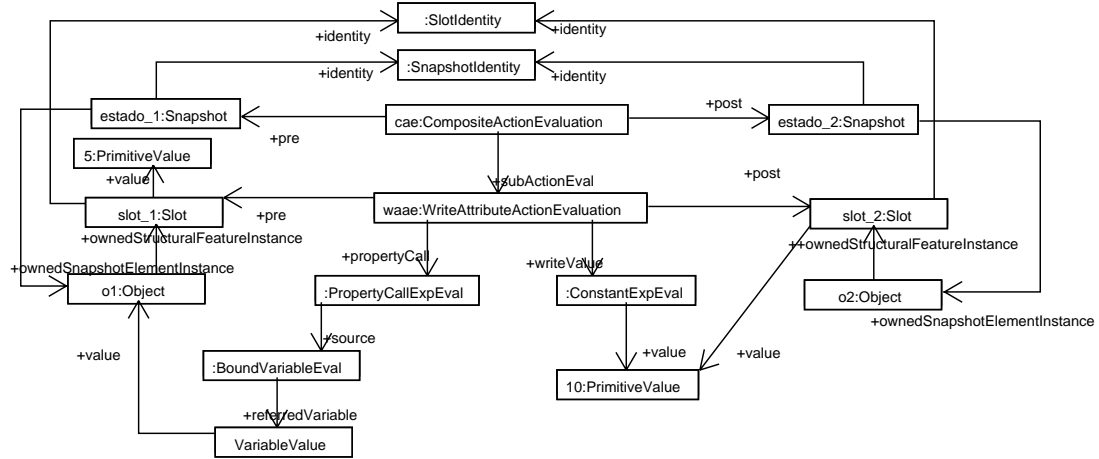 :SlotIdentity
+identity
+identity
:SnapshotIdentity
+identity
+identity
estado_1:Snapshot
cae:CompositeActionEvaluation
+post
estado_2:Snapshot
+pre
5:PrimitiveValue
+value
+subActionEval
+post
slot_1:Slot
+pre
waae:WriteAttributeActionEvaluation
slot_2:Slot
+ownedStructuralFeatureInstance
++ownedStructuralFeatureInstance
+ownedSnapshotElementInstance
+propertyCall
+writeValue
o1:Object
:PropertyCallExpEval
:ConstantExpEval
o2:Object
+ownedSnapshotElementInstance
+source
+value
+value
+value
:BoundVariableEval
10:PrimitiveValue
+referredVariable
VariableValue